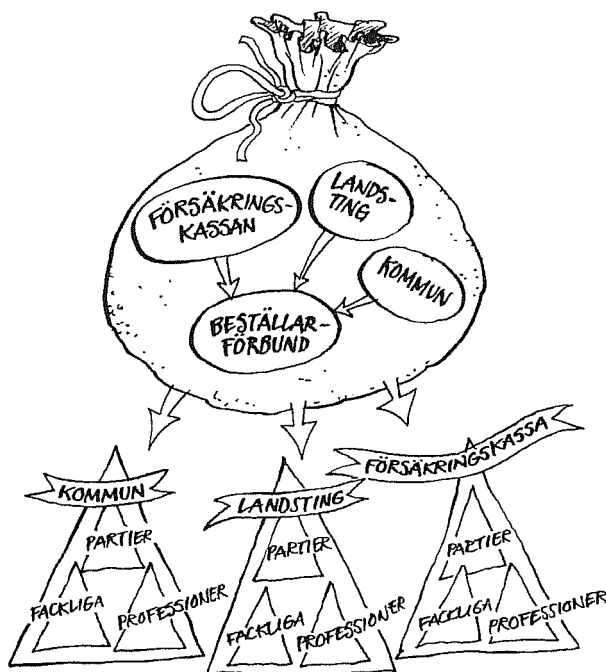 FÖRSÄKRINGS-
KASSAN
LANDS-
TING
KOMMUN
BESTÄLLAR-
FÖRBUND
KOMMUN
PARTIER
FACKLIGA
PROFESSIONER
LANDSTING
PARTIER
FACKLIGA
PROFESSIONER
FÖRSÄKRINGSKASSA
PARTIER
FACKLIGA
PROFESSIONER